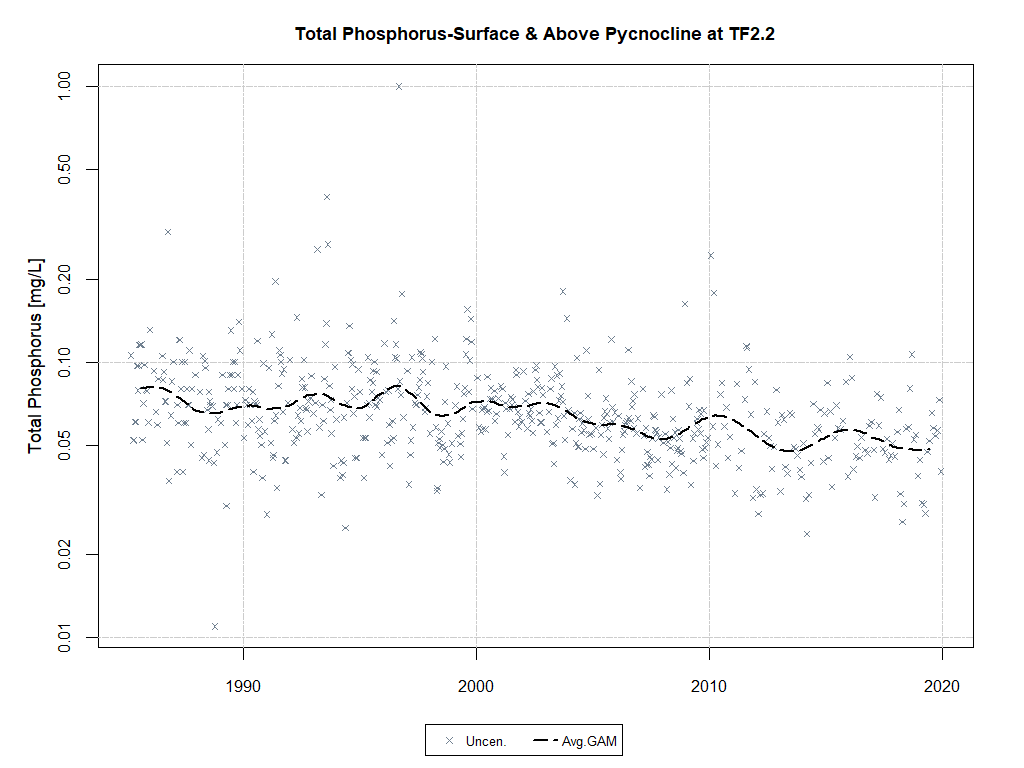 Total Phosphorus-Surface & Above Pycnocline at TF2.2
Total Phosphorus [mg/L]
1.00
0.50
0.20
0.10
0.05
0.02
0.01
1990
2000
2010
2020
Uncen.
Avg.GAM